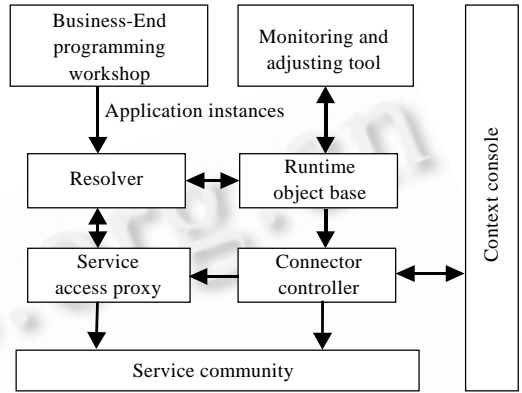 Business-End
programming
workshop
Monitoring and
adjusting tool
Application instances
Resolver
Runtime
object base
Service
access proxy
Connector
controller
Service community
Context console